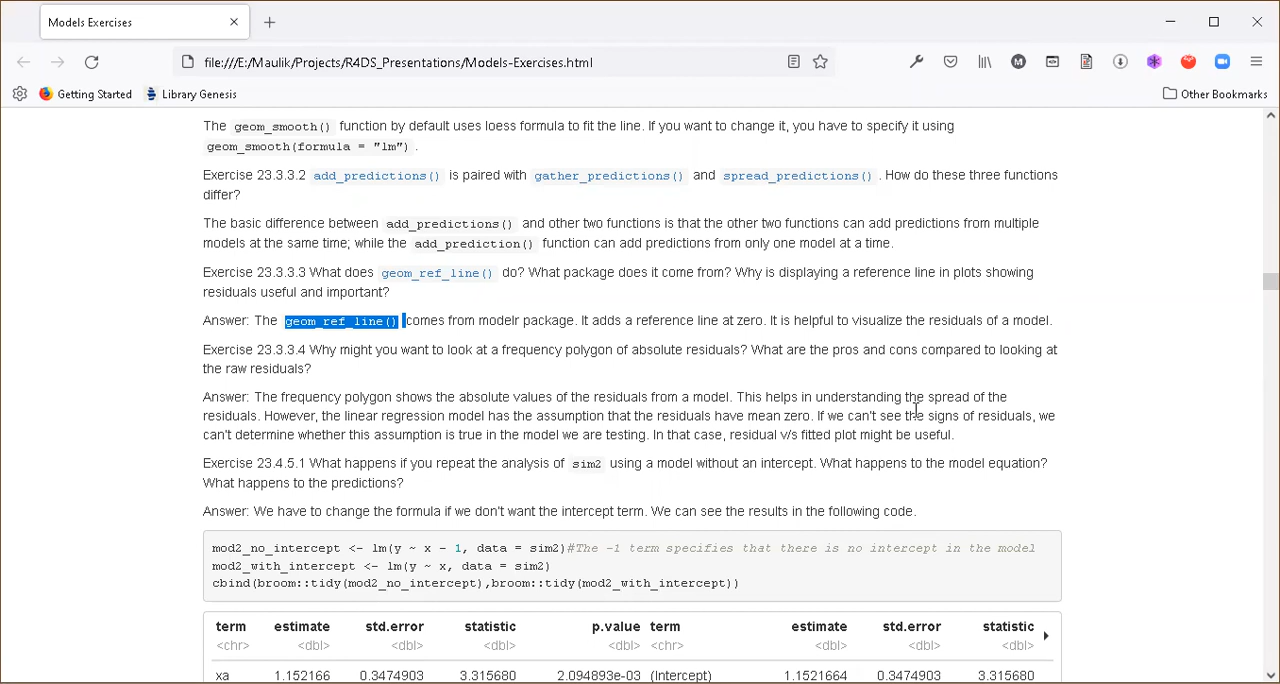 Models Exercises
file:///E:/Maulik/Projects/R4DS_Presentations/Models-Exercises.html
M
Getting Started
Library Genesis
Other Bookmarks
The geom_smooth() function by default uses loess formula to fit the line. If you want to change it, you have to specify it using
geom_smooth(formula = "lm") .
Exercise 23.3.3.2 add_predictions() is paired with gather_predictions() and spread_predictions() . How do these three functions
differ?
The basic difference between add_predictions() and other two functions is that the other two functions can add predictions from multiple
models at the same time; while the add_prediction() function can add predictions from only one model at a time.
Exercise 23.3.3.3 What does geom_ref_line() do? What package does it come from? Why is displaying a reference line in plots showing
residuals useful and important?
Answer: The geom_ref_line() comes from modelr package. It adds a reference line at zero. It is helpful to visualize the residuals of a model.
Exercise 23.3.3.4 Why might you want to look at a frequency polygon of absolute residuals? What are the pros and cons compared to looking at
the raw residuals?
Answer: The frequency polygon shows the absolute values of the residuals from a model. This helps in understanding the spread of the
residuals. However, the linear regression model has the assumption that the residuals have mean zero. If we can't see the signs of residuals, we
can't determine whether this assumption is true in the model we are testing. In that case, residual v/s fitted plot might be useful.
Exercise 23.4.5.1 What happens if you repeat the analysis of sim2 using a model without an intercept. What happens to the model equation?
What happens to the predictions?
Answer: We have to change the formula if we don't want the intercept term. We can see the results in the following code.
mod2_no_intercept <- lm(y ~ x - 1, data = sim2)#The -1 term specifies that there is no intercept in the model
mod2_with_intercept <- lm(y ~ x, data = sim2)
cbind(broom::tidy(mod2_no_intercept),broom::tidy(mod2_with_intercept))
term estimate std.error statistic p.value term estimate std.error statistic
<chr> <dbl> <dbl> <dbl> <dbl> <chr> <dbl> <dbl> <dbl>
xa 1.152166 0.3474903 3.315680 2.094893e-03 (Intercept) 1.1521664 0.3474903 3.315680